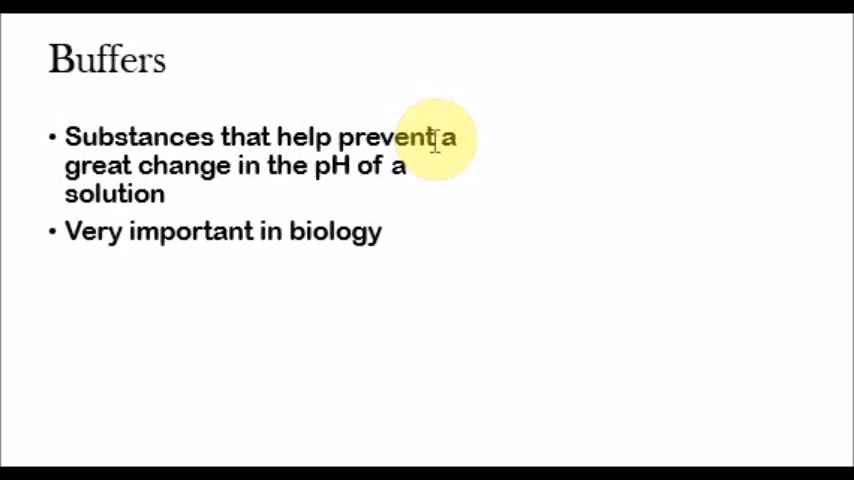 Buffers
• Substances that help prevent a
great change in the pH of a
solution
• Very important in biology